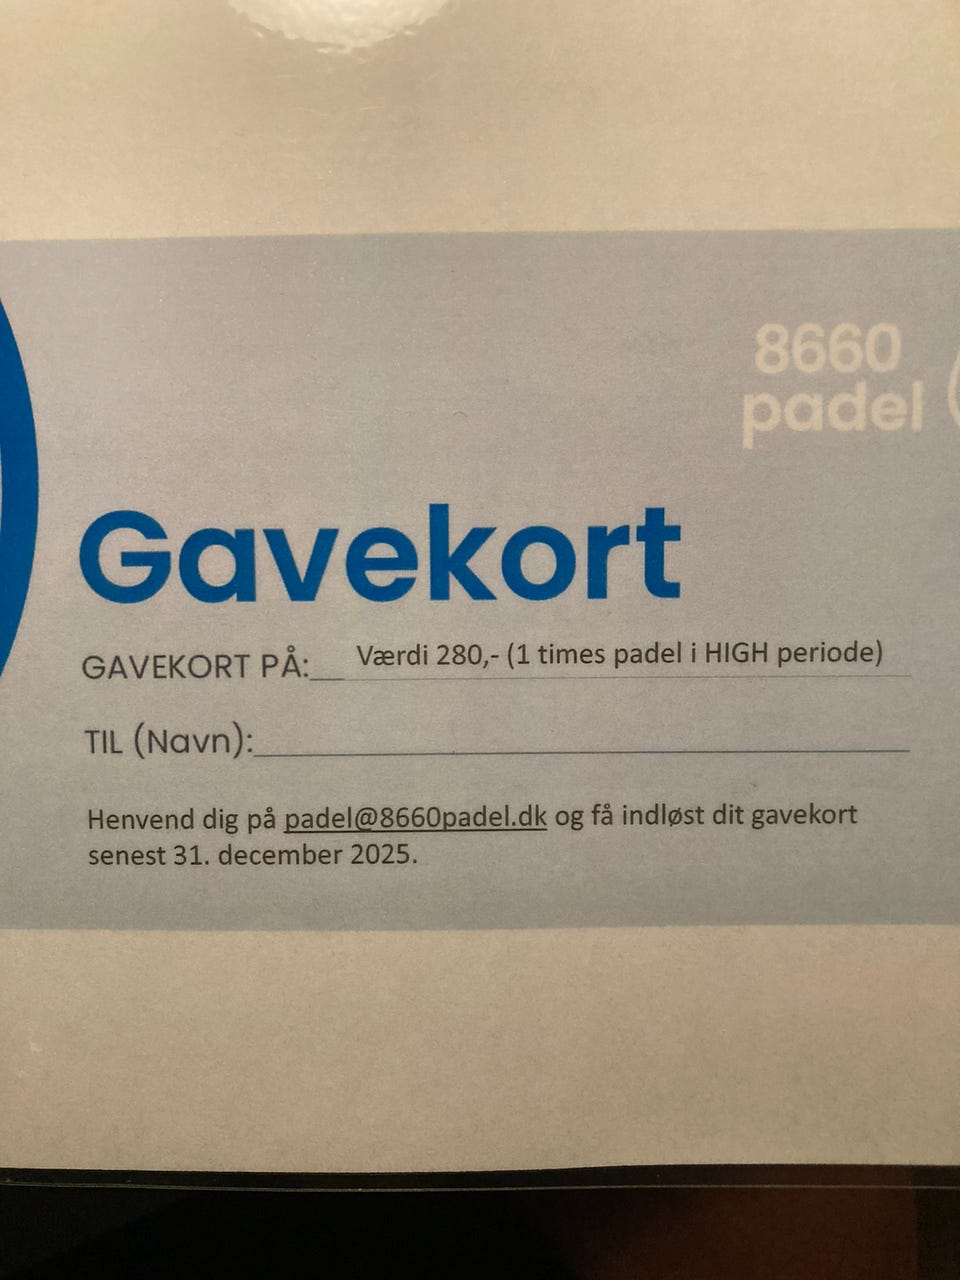 8660
padel
Gavekort
GAVEKORT PÅ:__ Værdi 280,- (1 times padel i HIGH periode)
TIL (Navn):
Henvend dig på padel@8660padel.dk og få indløst dit gavekort
senest 31. december 2025.